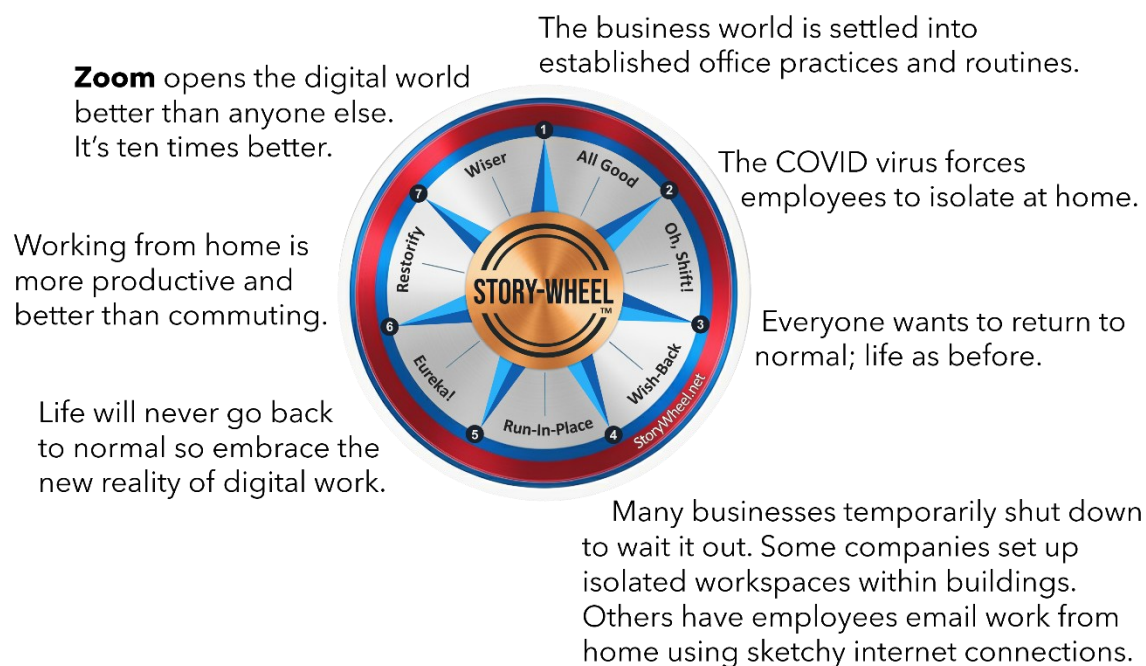 The business world is settled into
established office practices and routines.
Zoom opens the digital world
better than anyone else.
It's ten times better.
The COVID virus forces
employees to isolate at home.
Working from home is
more productive and
better than commuting.
Everyone wants to return to
normal; life as before.
Life will never go back
to normal so embrace the
new reality of digital work.
Many businesses temporarily shut down
to wait it out. Some companies set up
isolated workspaces within buildings.
Others have employees email work from
home using sketchy internet connections.
1
All Good
2
Oh, Shift!
3
Wish-Back
4
Run-In-Place
5
Eureka!
6
Restorify
7
Wiser
STORY-WHEEL
TM
StoryWheel.net